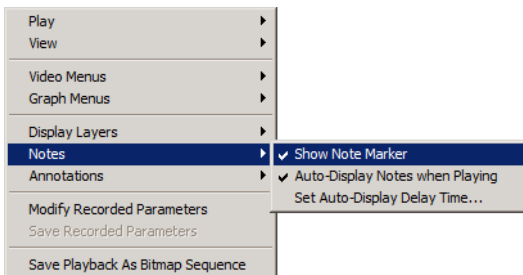 Play
View
Video Menus
Graph Menus
Display Layers
Notes
Annotations
Modify Recorded Parameters
Save Recorded Parameters
Save Playback As Bitmap Sequence
Show Note Marker
Auto-Display Notes when Playing
Set Auto-Display Delay Time...